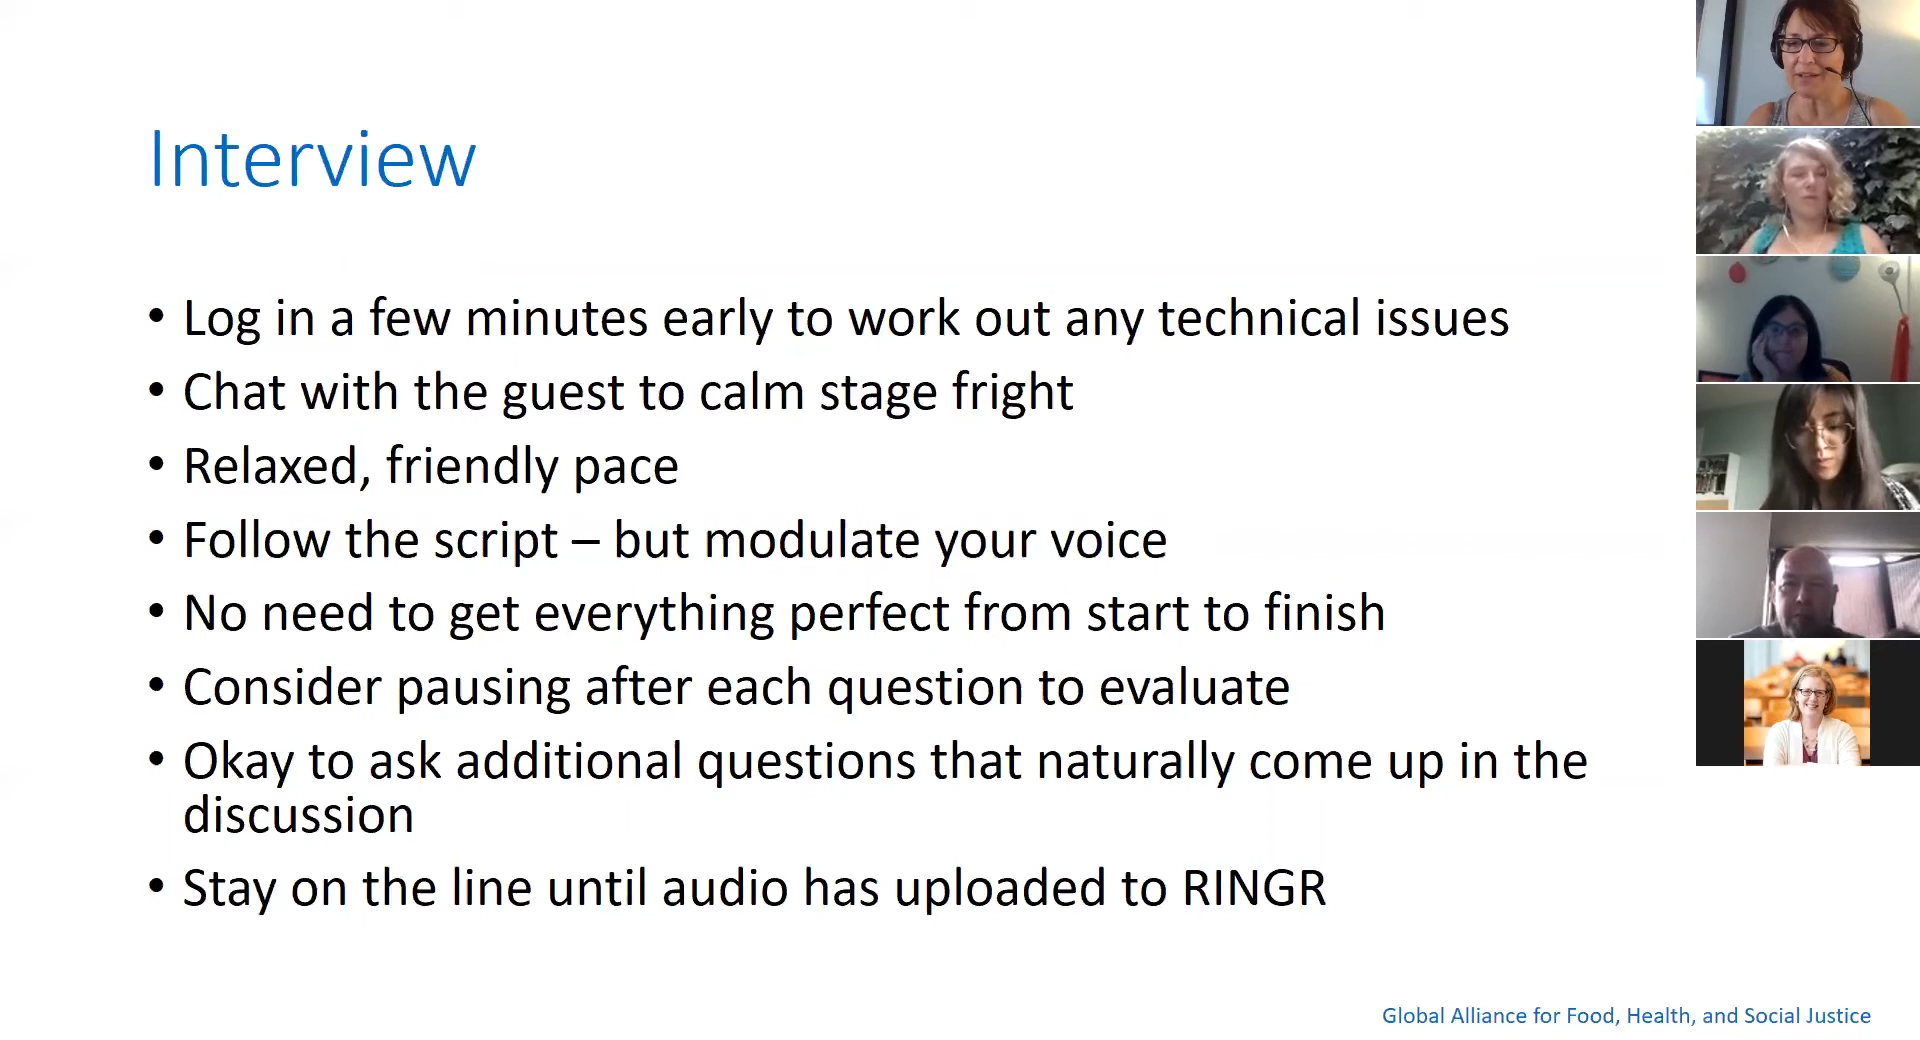 Interview
• Log in a few minutes early to work out any technical issues
• Chat with the guest to calm stage fright
• Relaxed, friendly pace
• Follow the script – but modulate your voice
• No need to get everything perfect from start to finish
• Consider pausing after each question to evaluate
• Okay to ask additional questions that naturally come up in the
discussion
• Stay on the line until audio has uploaded to RINGR
Global Alliance for Food, Health, and Social Justice